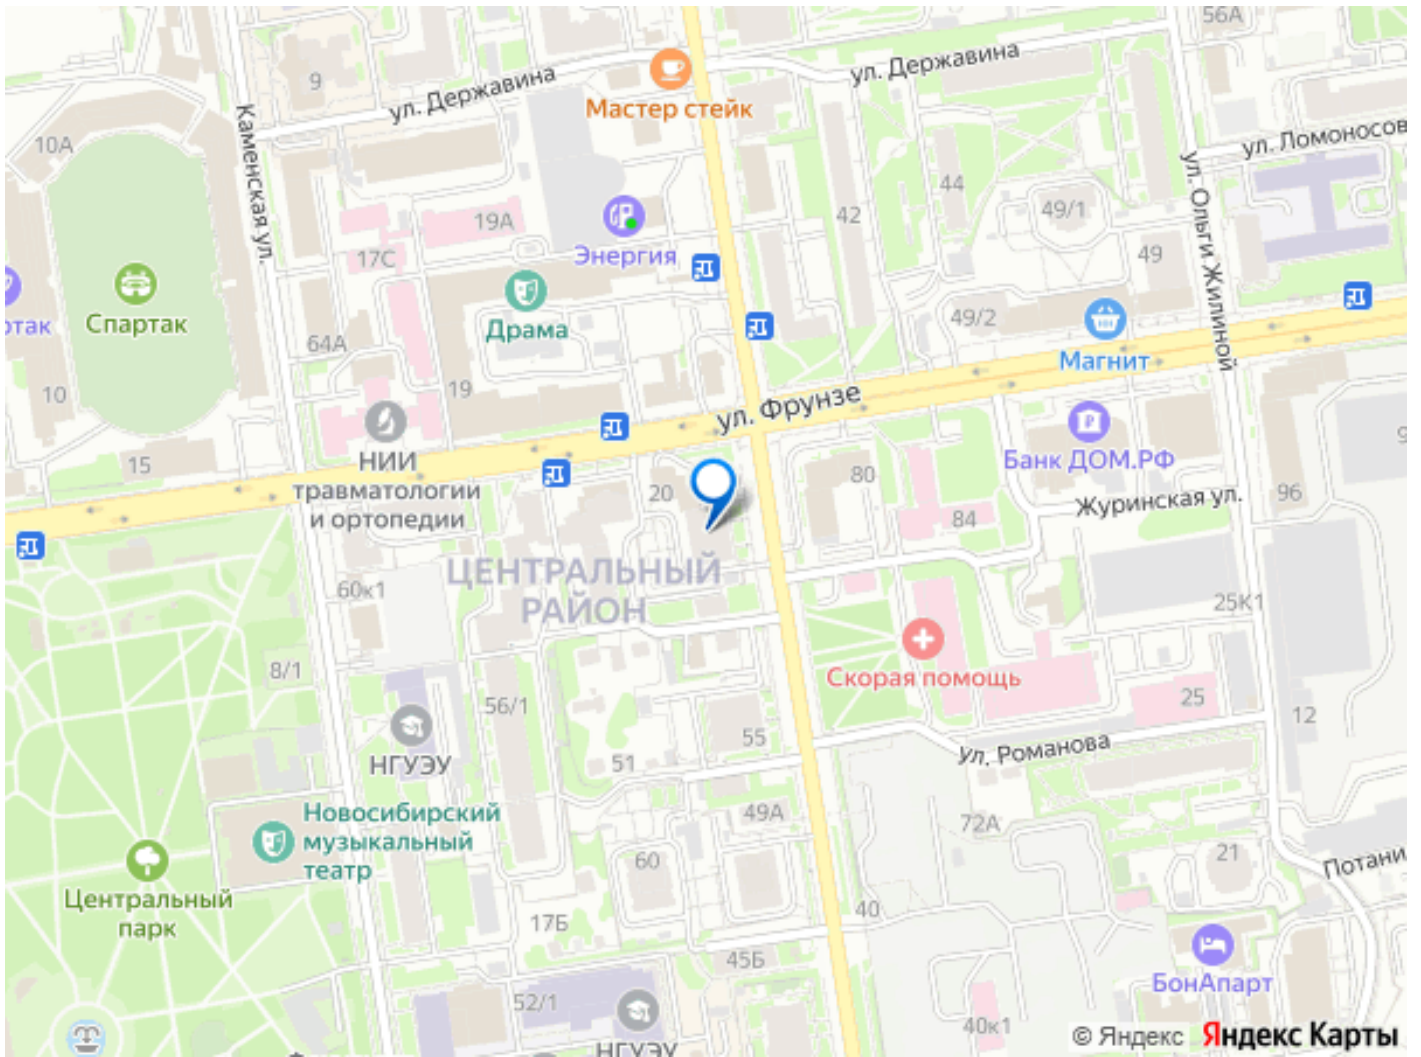 56А
ул. Державина
ул. Державина
9
Мастер стейк
10А
Каменская ул.
ул. Ломоносов
ул. Ольги Жилиной
44
42
49/1
19А
17С
Энергия
49
Спартак
ртак
Драма
49/2
Магнит
64А
10
19
ул. Фрунзе
15
НИИ
травматологии
и ортопедии
20
80
Банк ДОМ.РФ
9
Журинская ул.
96
84
ЦЕНТРАЛЬНЫЙ
РАЙОН
60к1
25К1
8/1
Скорая помощь
25
56/1
12
55
51
ул. Романова
НГУЭУ
Новосибирский
музыкальный
театр
49А
72А
60
21
Потани
Центральный
парк
17Б
40
45Б
БонАпарт
52/1
40к1
НГУЭУ
© Яндекс Яндекс Карты